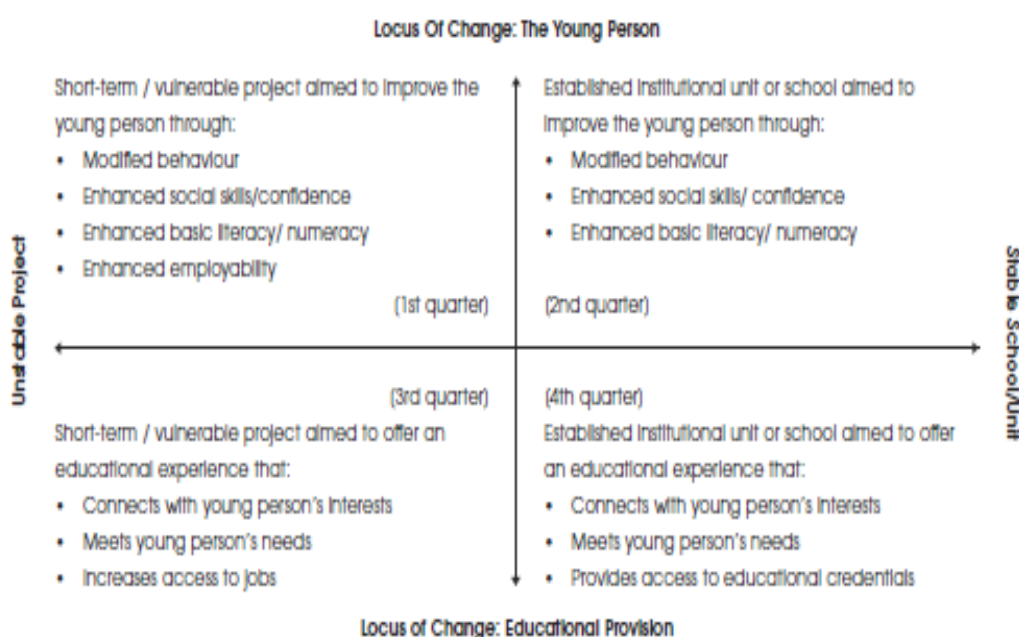 Locus Of Change: The Young Person
Short-term / vulnerable project aimed to improve the
young person through:
• Modified behaviour
• Enhanced social skills/confidence
• Enhanced basic literacy/ numeracy
• Enhanced employability
(1st quarter)
Established institutional unit or school aimed to
improve the young person through:
• Modified behaviour
• Enhanced social skills/ confidence
• Enhanced basic literacy/ numeracy
(2nd quarter)
Unstable Project
Stable School/Unit
(3rd quarter)
Short-term / vulnerable project aimed to offer an
educational experience that:
• Connects with young person's interests
• Meets young person's needs
• Increases access to jobs
(4th quarter)
Established institutional unit or school aimed to offer
an educational experience that:
• Connects with young person's interests
• Meets young person's needs
• Provides access to educational credentials
Locus of Change: Educational Provision